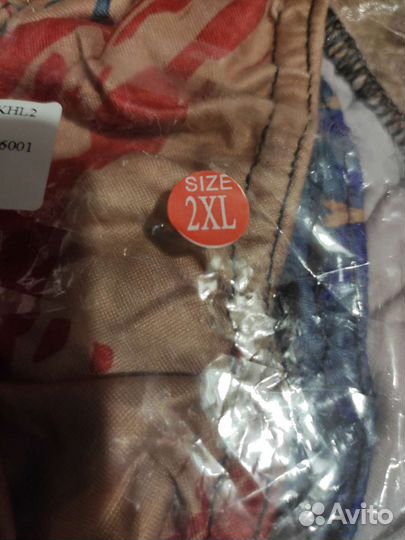 KHL2
6001
SIZE
2XL
Avito